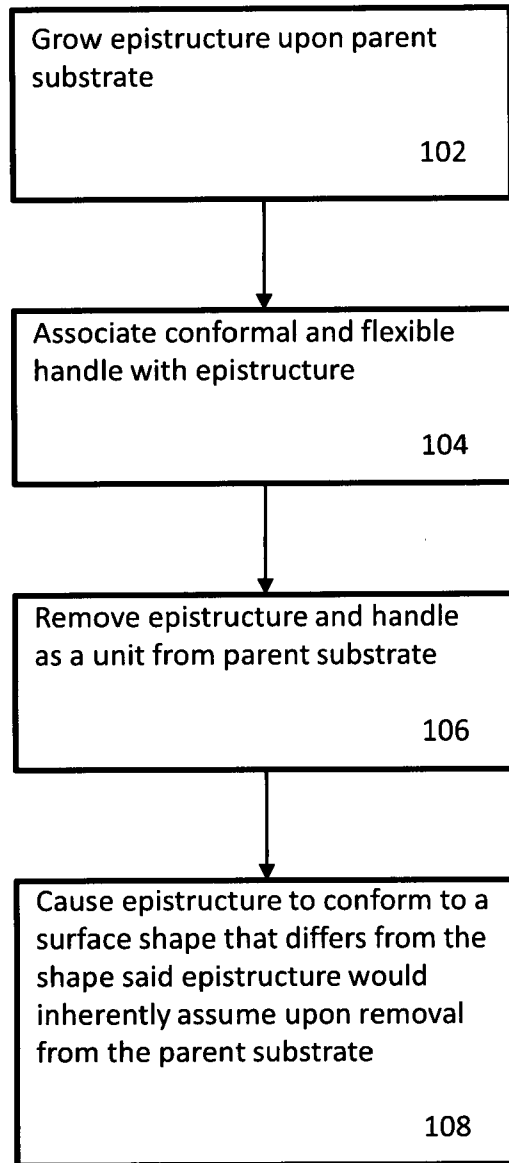 Grow epistructure upon parent
substrate
102
Associate conformal and flexible
handle with epistructure
104
Remove epistructure and handle
as a unit from parent substrate
106
Cause epistructure to conform to a
surface shape that differs from the
shape said epistructure would
inherently assume upon removal
from the parent substrate
108